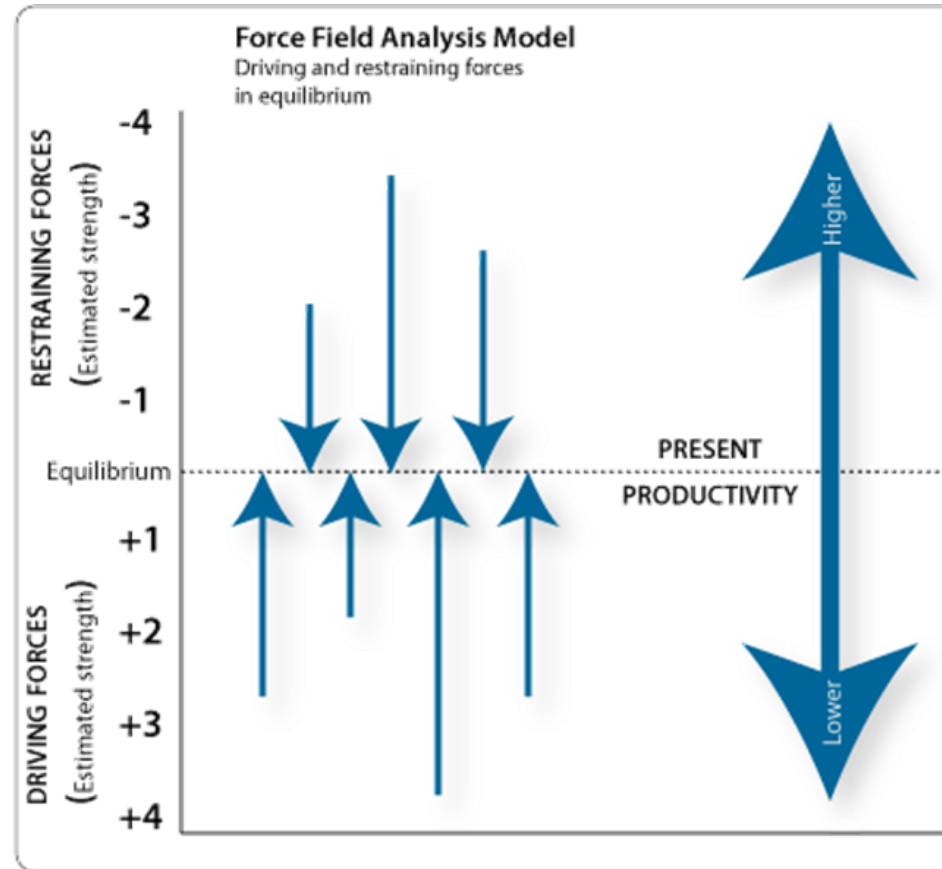 Force Field Analysis Model
Driving and restraining forces
in equilibrium
RESTRAINING FORCES
(Estimated strength)
-4
-3
-2
-1
Equilibrium
PRESENT
PRODUCTIVITY
+1
+2
+3
+4
DRIVING FORCES
(Estimated strength)
Higher
Lower